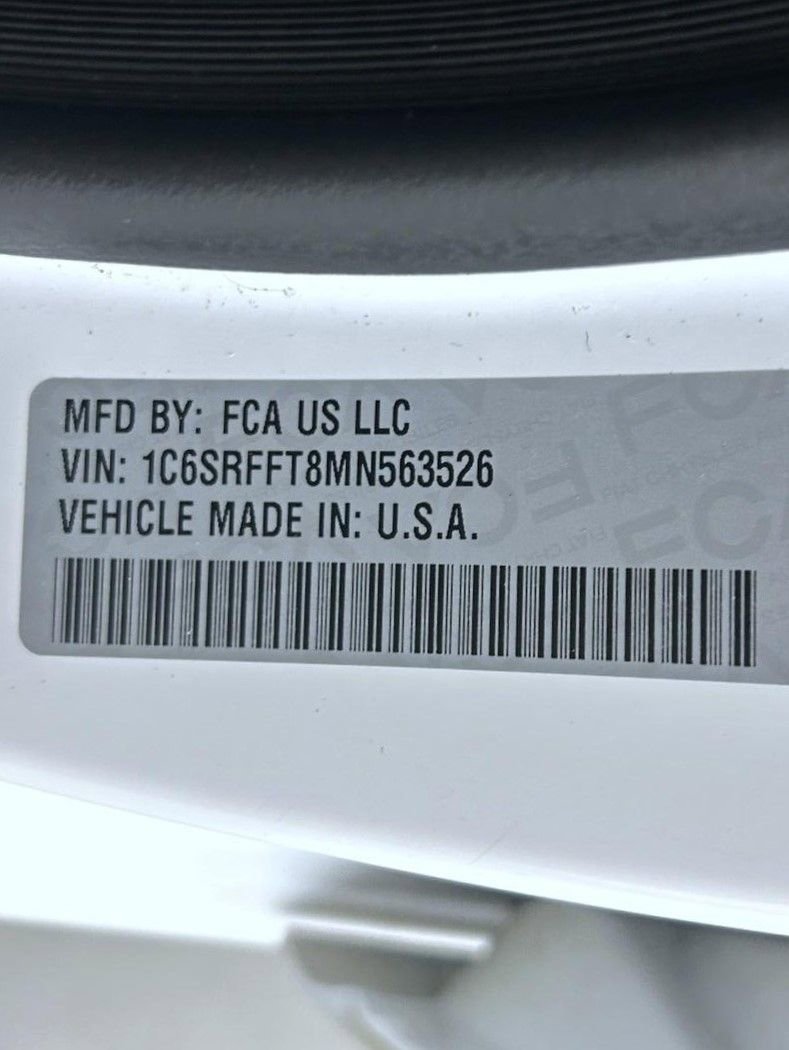 MFD BY: FCA US LLC
VIN: 1C6SRFFT8MN563526
VEHICLE MADE IN: U.S.A.